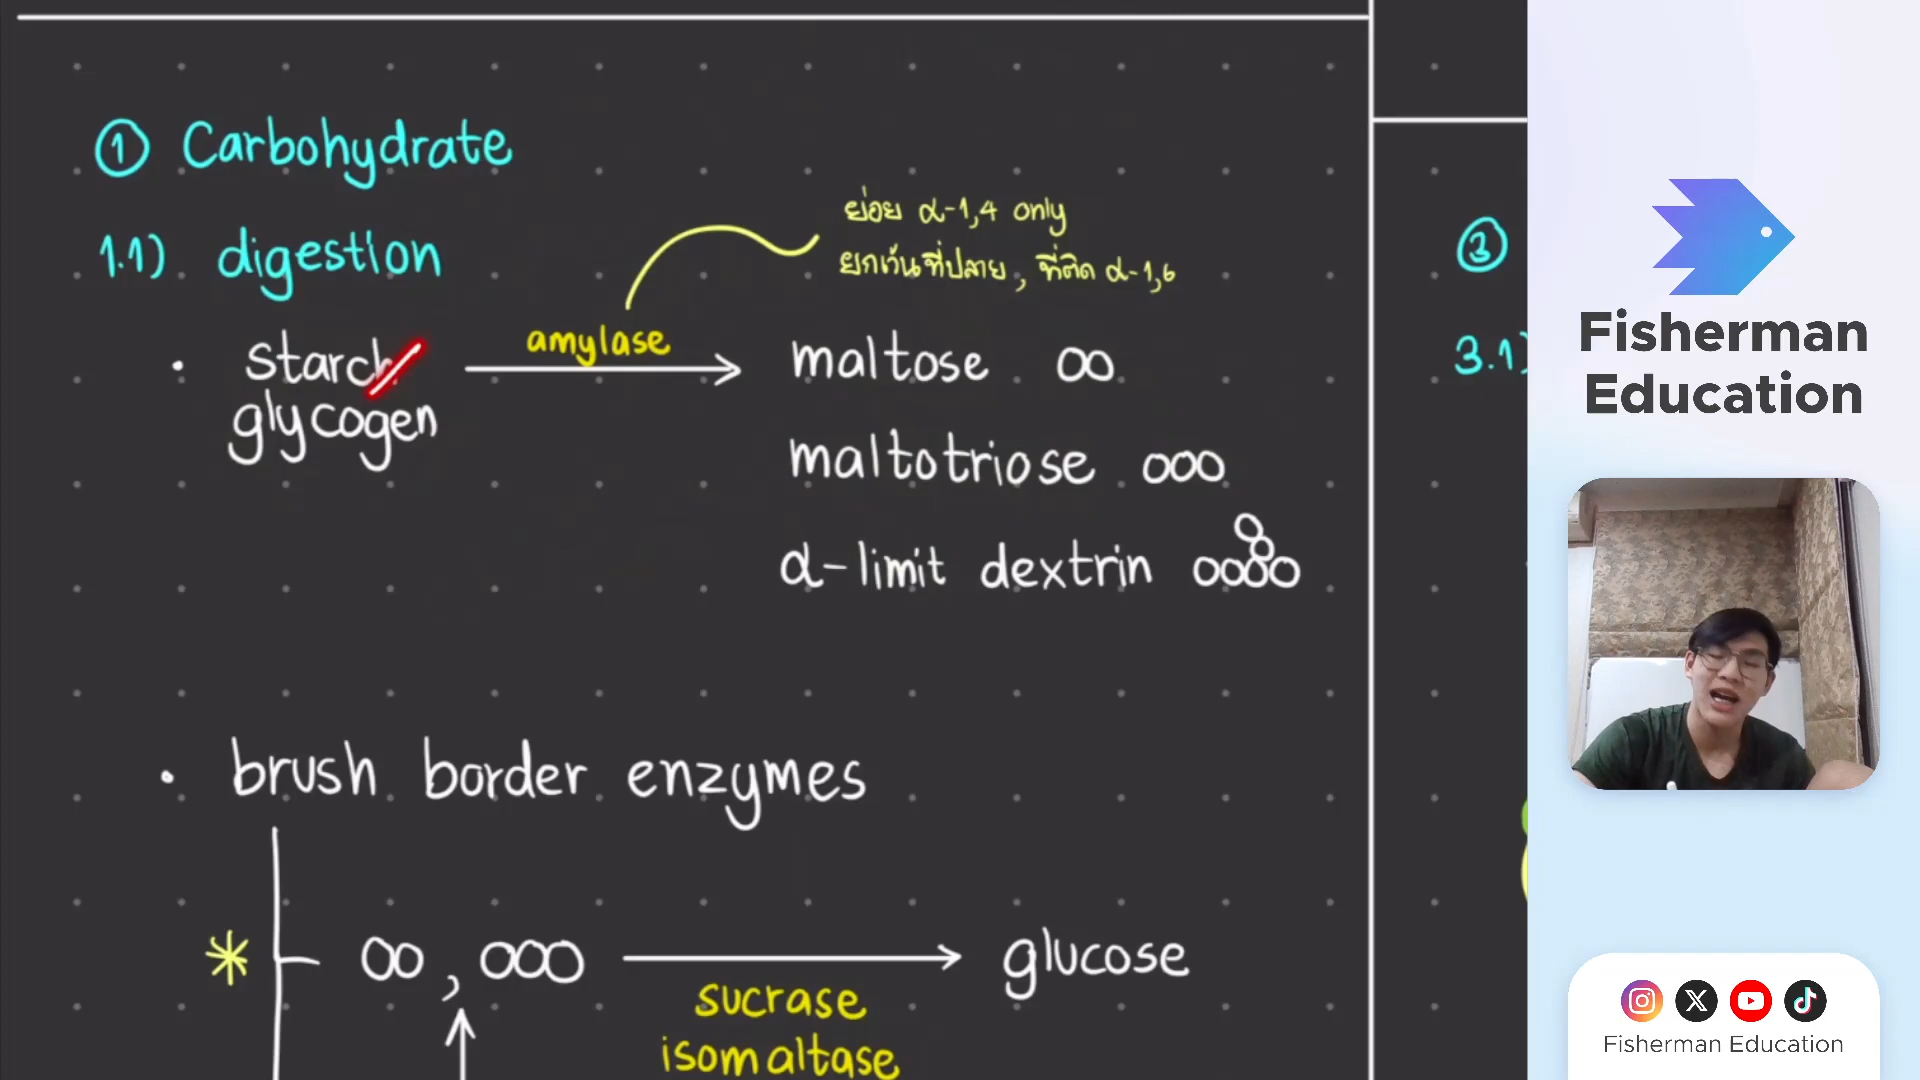 ① Carbohydrate
1.1) digestion
ย่อย α-1,4 only
ยกเว้นที่ปลาย, ที่ติด α-1,6
• starch
glycogen
amylase
maltose
maltotriose
α-limit dextrin
• brush border enzymes
* , glucose
sucrase
isomaltase
③
3.1)
Fisherman
Education
Fisherman Education